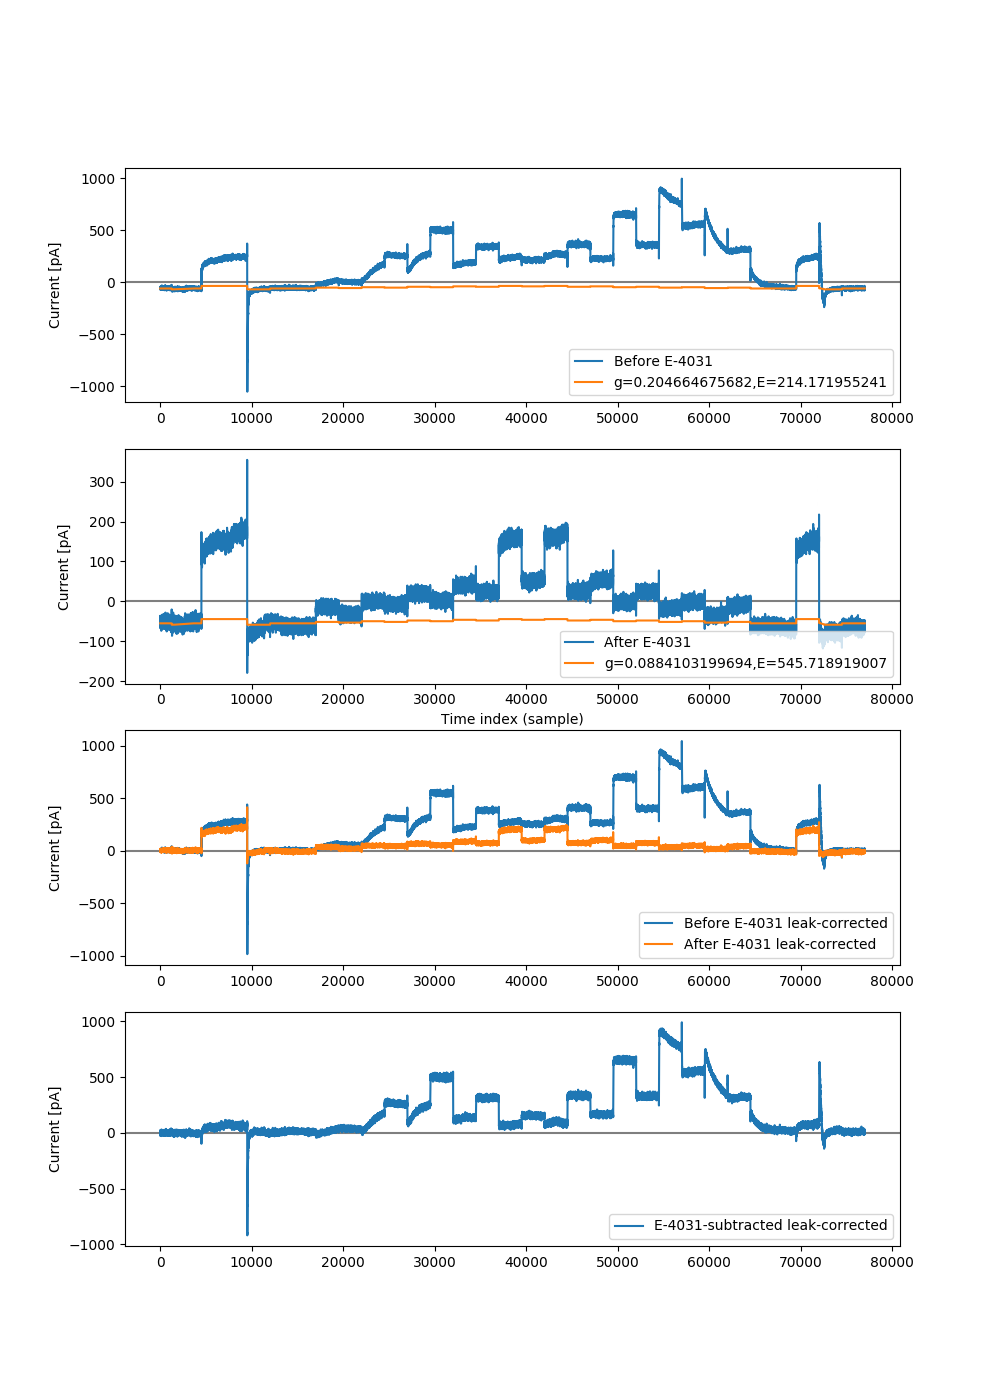 1000
500
0
−500
−1000
Current [pA]
Before E-4031
g=0.204664675682,E=214.171955241
0 10000 20000 30000 40000 50000 60000 70000 80000
300
200
100
0
−100
−200
Current [pA]
After E-4031
g=0.0884103199694,E=545.718919007
0 10000 20000 30000 40000 50000 60000 70000 80000
Time index (sample)
1000
500
0
−500
−1000
Current [pA]
Before E-4031 leak-corrected
After E-4031 leak-corrected
0 10000 20000 30000 40000 50000 60000 70000 80000
1000
500
0
−500
−1000
Current [pA]
E-4031-subtracted leak-corrected
0 10000 20000 30000 40000 50000 60000 70000 80000